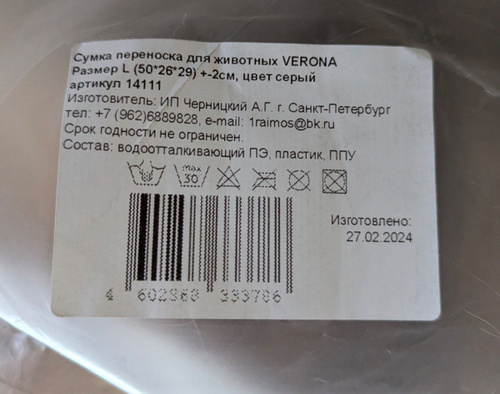 Сумка переноска для животных VERONA
Размер L (50*26*29) +-2см, цвет серый
артикул 14111
Изготовитель: ИП Черницкий А.Г. г. Санкт-Петербург
тел: +7 (962)6889828, e-mail: 1raimos@bk.ru
Срок годности не ограничен.
Состав: водоотталкивающий ПЭ, пластик, ППУ
max
30
Изготовлено:
27.02.2024
4 602368 333786